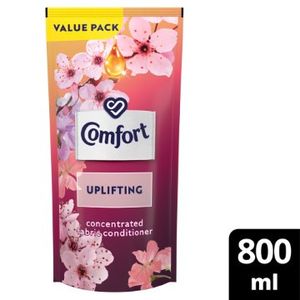 VALUE PACK
Comfort
UPLIFTING
concentrated
fabric conditioner
800
ml